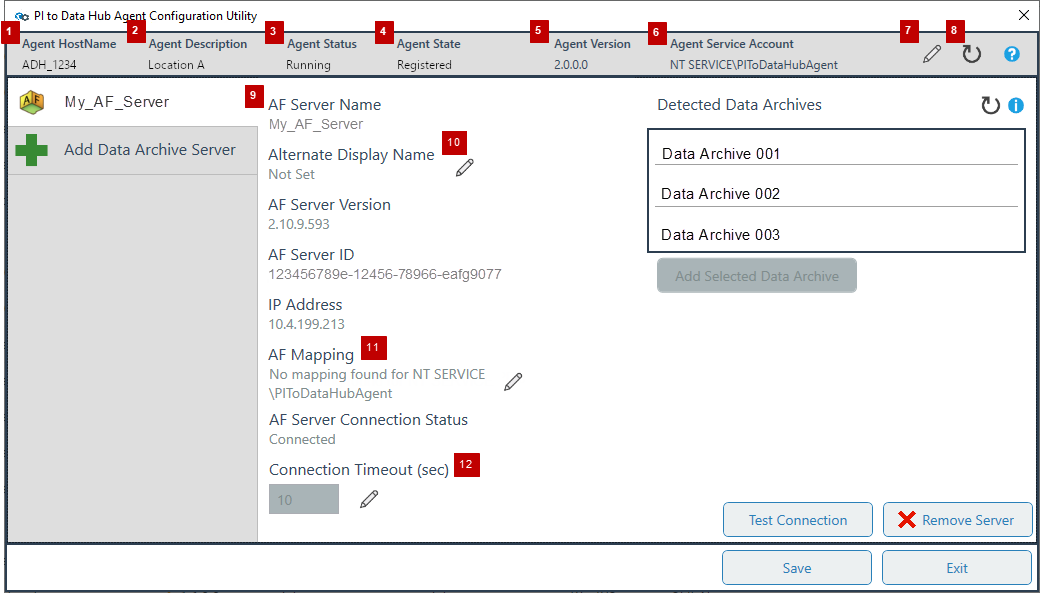 PI to Data Hub Agent Configuration Utility
1
2
3
4
5
6
7
8
Agent HostName
Agent Description
Agent Status
Agent State
Agent Version
Agent Service Account
ADH_1234
Location A
Running
Registered
2.0.0.0
NT SERVICE\PIToDataHubAgent
?
AF
My_AF_Server
Add Data Archive Server
9
AF Server Name
My_AF_Server
Alternate Display Name
10
Not Set
AF Server Version
2.10.9.593
AF Server ID
123456789e-12456-78966-eafg9077
IP Address
10.4.199.213
AF Mapping
11
No mapping found for NT SERVICE
\PIToDataHubAgent
AF Server Connection Status
Connected
Connection Timeout (sec)
12
10
Detected Data Archives
i
Data Archive 001
Data Archive 002
Data Archive 003
Add Selected Data Archive
Test Connection
Remove Server
Save
Exit